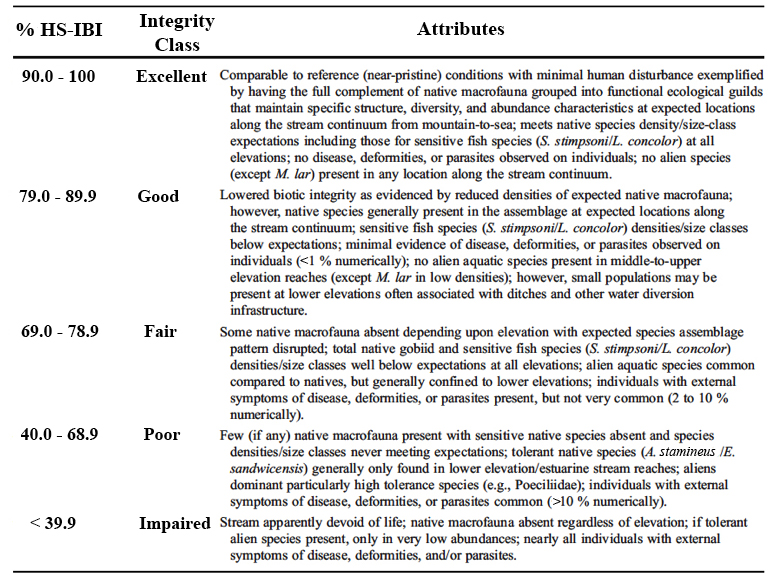 % HS-IBI Integrity Class Attributes
90.0 - 100 Excellent Comparable to reference (near-pristine) conditions with minimal human disturbance exemplified
by having the full complement of native macrofauna grouped into functional ecological guilds
that maintain specific structure, diversity, and abundance characteristics at expected locations
along the stream continuum from mountain-to-sea; meets native species density/size-class
expectations including those for sensitive fish species (S. stimpsoni/L. concolor) at all
elevations; no disease, deformities, or parasites observed on individuals; no alien species
(except M. lar) present in any location along the stream continuum.
79.0 - 89.9 Good Lowered biotic integrity as evidenced by reduced densities of expected native macrofauna;
however, native species generally present in the assemblage at expected locations along
the stream continuum; sensitive fish species (S. stimpsoni/L. concolor) densities/size classes
below expectations; minimal evidence of disease, deformities, or parasites observed on
individuals (<1 % numerically); no alien aquatic species present in middle-to-upper
elevation reaches (except M. lar in low densities); however, small populations may be
present at lower elevations often associated with ditches and other water diversion
infrastructure.
69.0 - 78.9 Fair Some native macrofauna absent depending upon elevation with expected species assemblage
pattern disrupted; total native gobiid and sensitive fish species (S. stimpsoni/L. concolor)
densities/size classes well below expectations at all elevations; alien aquatic species common
compared to natives, but generally confined to lower elevations; individuals with external
symptoms of disease, deformities, or parasites present, but not very common (2 to 10 %
numerically).
40.0 - 68.9 Poor Few (if any) native macrofauna present with sensitive native species absent and species
densities/size classes never meeting expectations; tolerant native species (A. stamineus /E.
sandwicensis) generally only found in lower elevation/estuarine stream reaches; aliens
dominant particularly high tolerance species (e.g., Poeciliidae); individuals with external
symptoms of disease, deformities, or parasites common (>10 % numerically).
< 39.9 Impaired Stream apparently devoid of life; native macrofauna absent regardless of elevation; if tolerant
alien species present, only in very low abundances; nearly all individuals with external
symptoms of disease, deformities, and/or parasites.